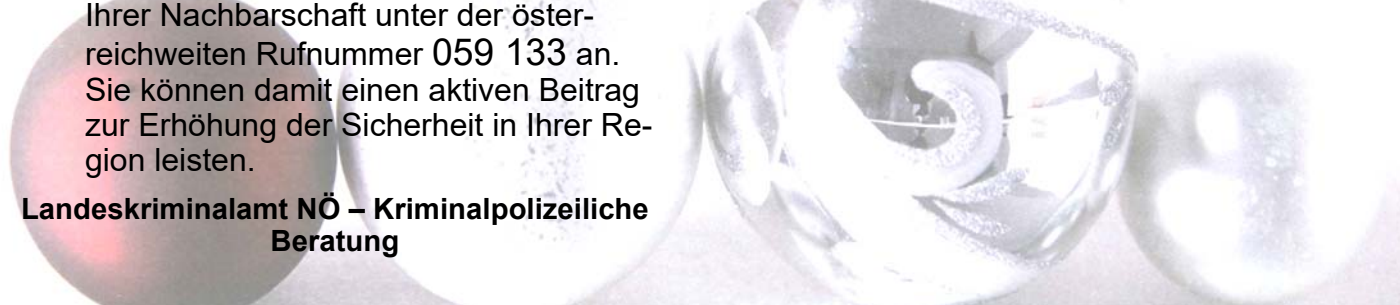 Ihrer Nachbarschaft unter der öster-
reichweiten Rufnummer 059 133 an.
Sie können damit einen aktiven Beitrag
zur Erhöhung der Sicherheit in Ihrer Re-
gion leisten.
Landeskriminalamt NÖ – Kriminalpolizeiliche
Beratung